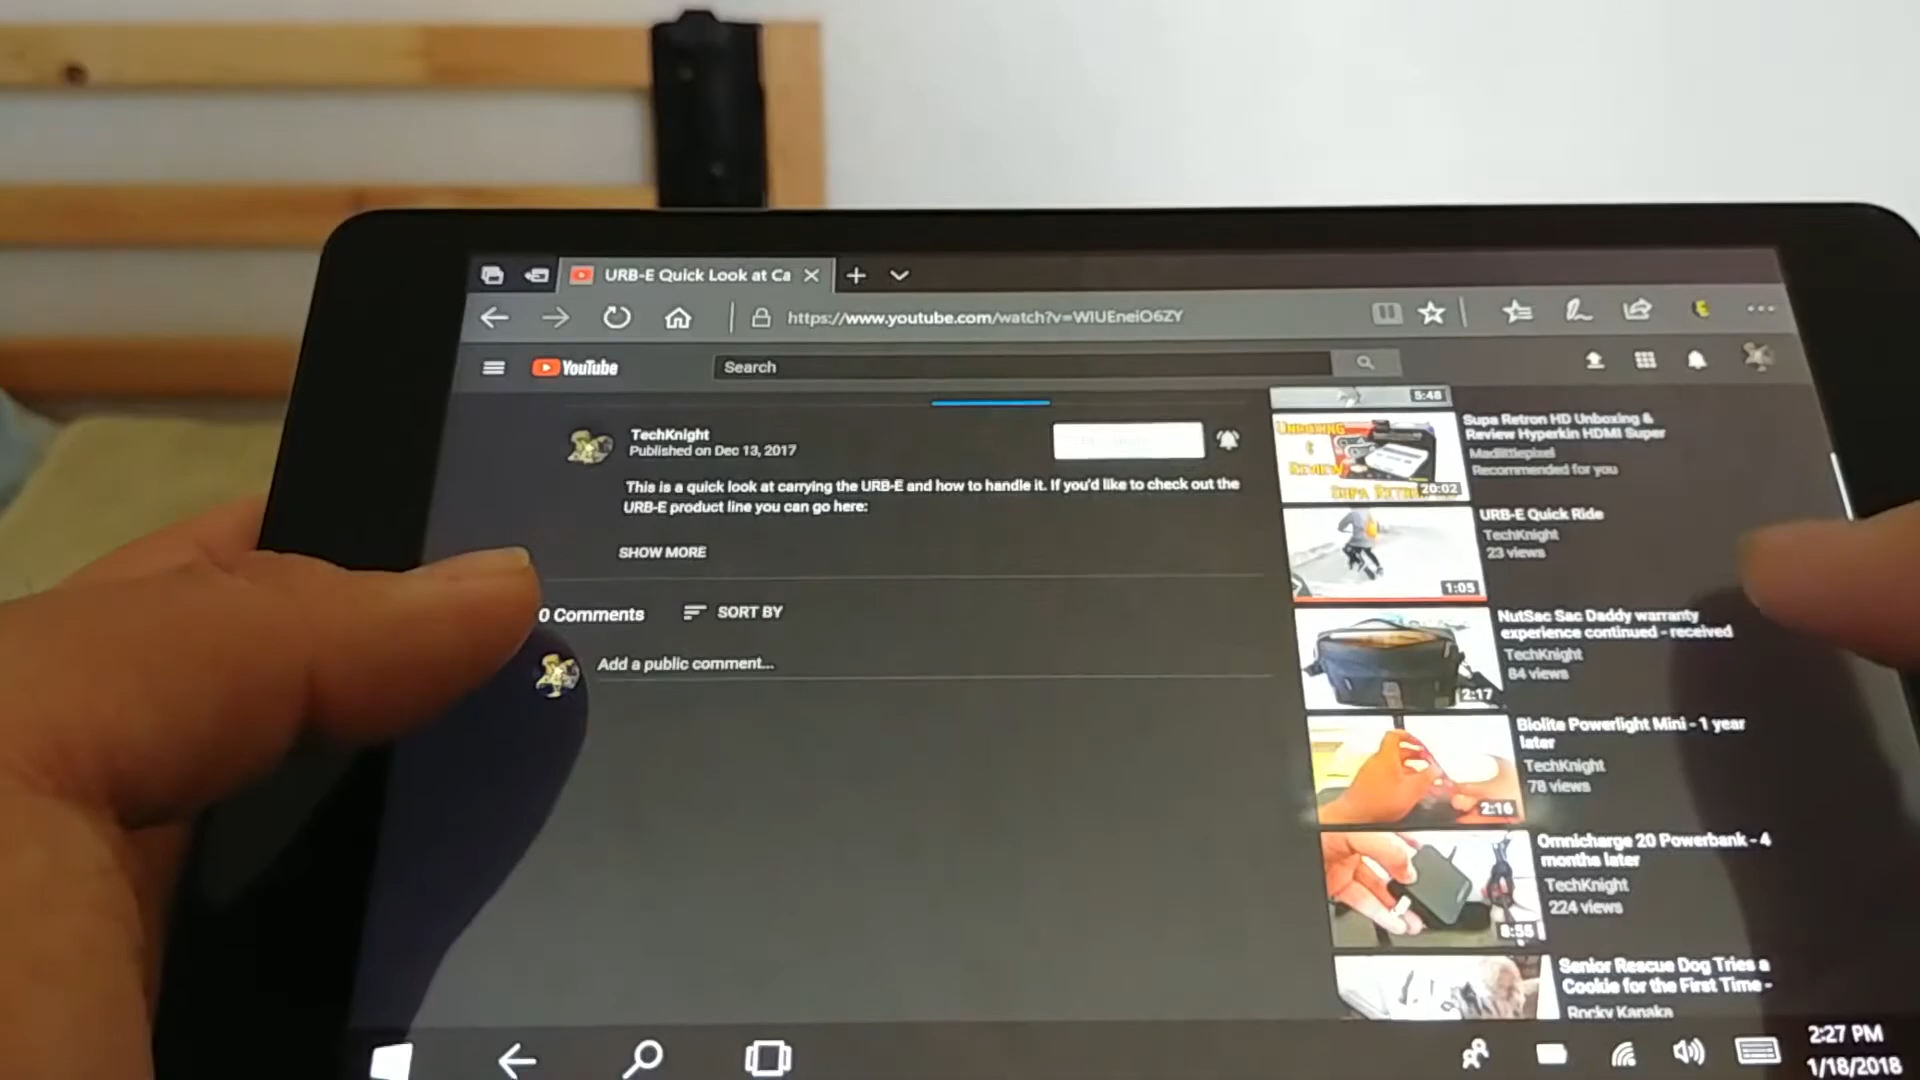 URB-E Quick Look at Ca
https://www.youtube.com/watch?v=WlUEneiO6ZY
YouTube
Search
TechKnight
Published on Dec 13, 2017
This is a quick look at carrying the URB-E and how to handle it. If you'd like to check out the
URB-E product line you can go here:
SHOW MORE
0 Comments
SORT BY
Add a public comment...
5:48
UNBOXING
&
REVIEW
20:02
Supa Retron HD Unboxing &
Review Hyperkin HDMI Super
Madlittlepixel
Recommended for you
1:05
URB-E Quick Ride
TechKnight
23 views
2:17
NutSac Sac Daddy warranty
experience continued - received
TechKnight
84 views
2:16
Biolite Powerlight Mini - 1 year
later
TechKnight
78 views
8:55
Omnicharge 20 Powerbank - 4
months later
TechKnight
224 views
Senior Rescue Dog Tries a
Cookie for the First Time -
Rocky Kanaka
2:27 PM
1/18/2018